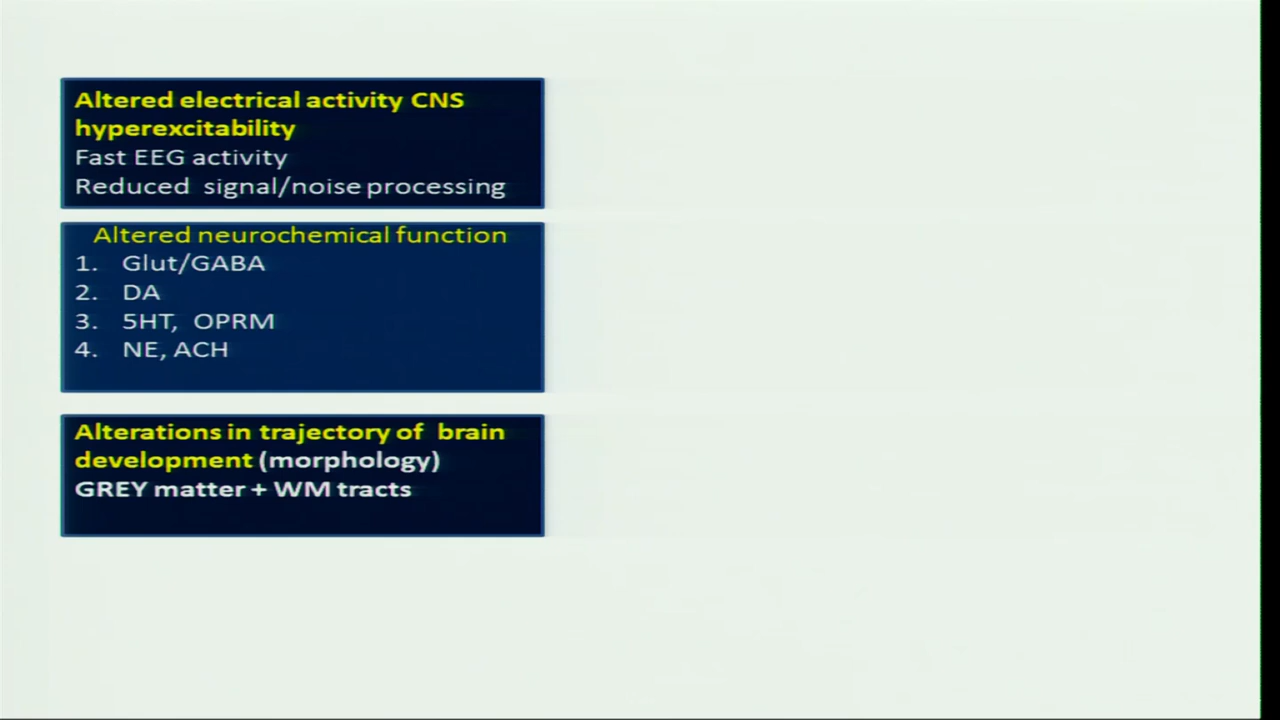 Altered electrical activity CNS
hyperexcitability
Fast EEG activity
Reduced signal/noise processing
Altered neurochemical function
1. Glut/GABA
2. DA
3. 5HT, OPRM
4. NE, ACH
Alterations in trajectory of brain
development (morphology)
GREY matter + WM tracts